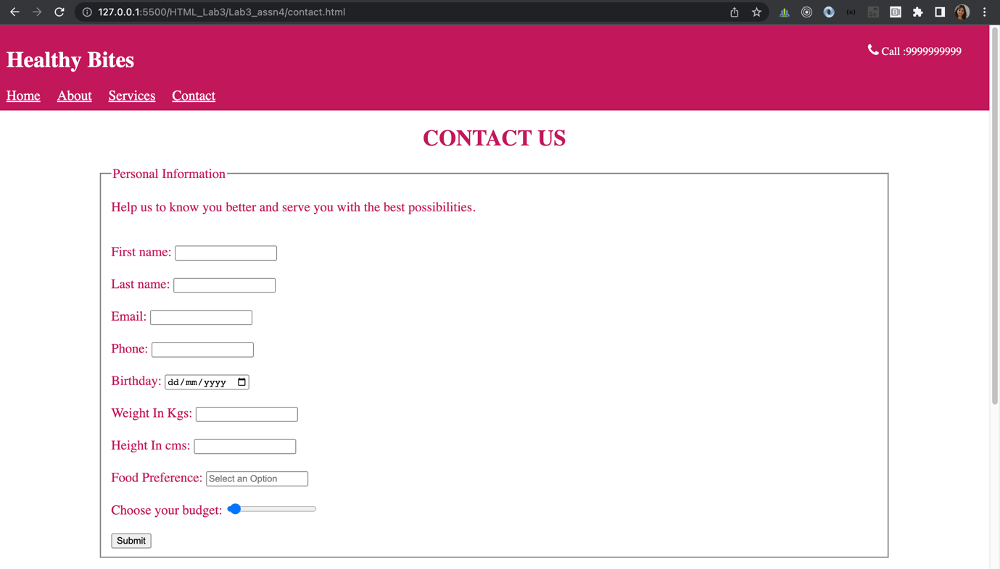 127.0.0.1:5500/HTML_Lab3/Lab3_assn4/contact.html
Healthy Bites
Call :9999999999
Home About Services Contact
CONTACT US
Personal Information
Help us to know you better and serve you with the best possibilities.
First name:
Last name:
Email:
Phone:
Birthday: dd/mm/yyyy
Weight In Kgs:
Height In cms:
Food Preference: Select an Option
Choose your budget:
Submit